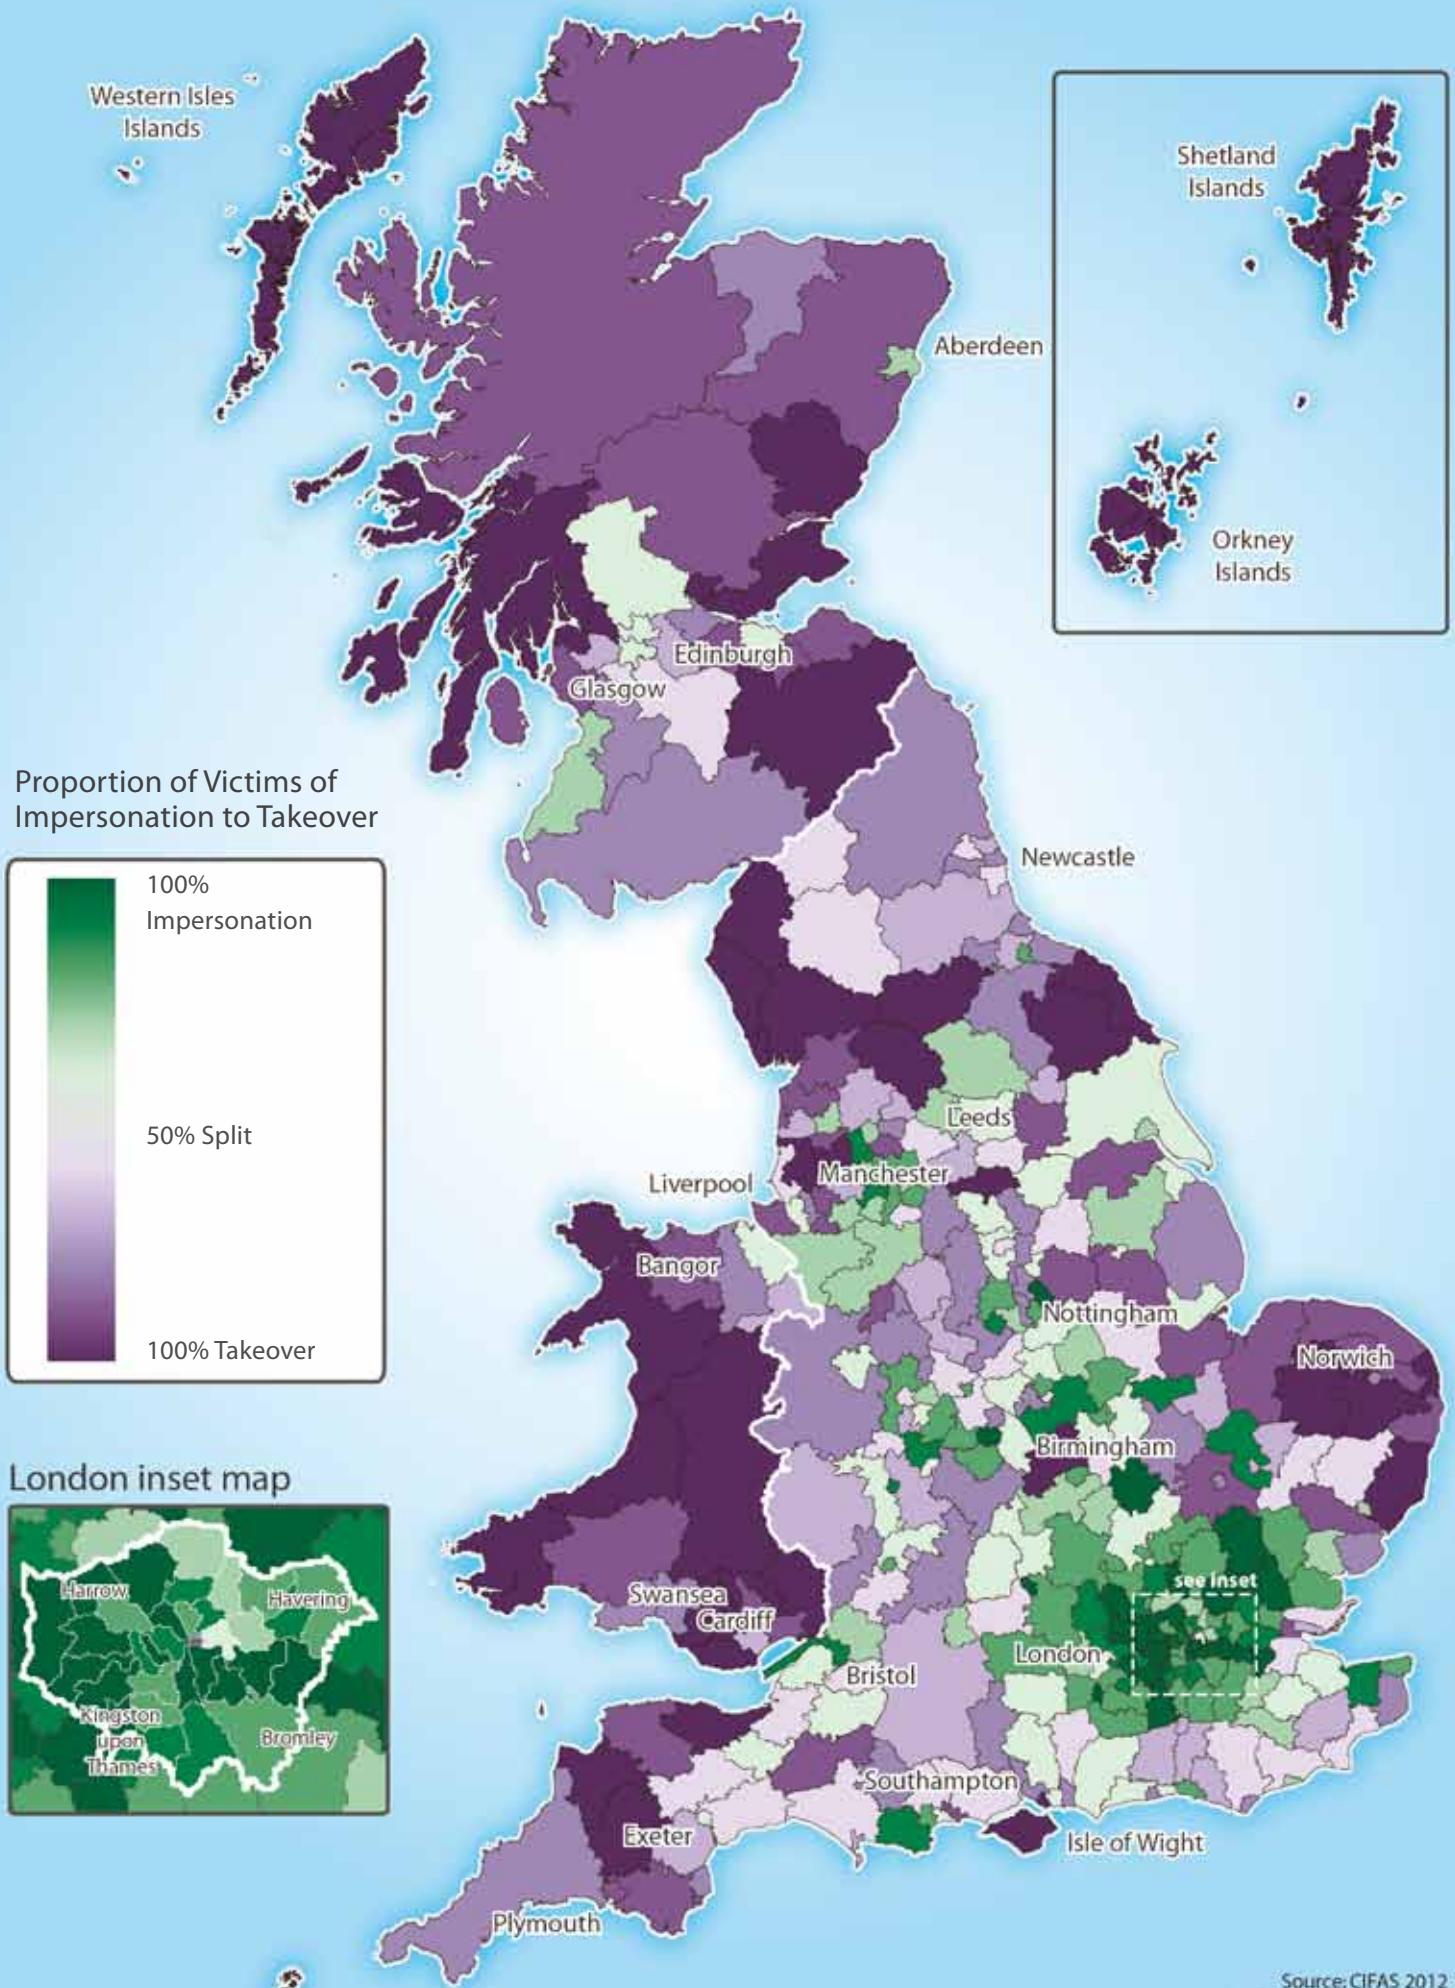 Western Isles
Islands
Shetland
Islands
Aberdeen
Orkney
Islands
Edinburgh
Glasgow
Proportion of Victims of
Impersonation to Takeover
100%
Impersonation
50% Split
100% Takeover
Newcastle
Leeds
Manchester
Liverpool
Bangor
Nottingham
Norwich
Birmingham
London inset map
Harrow
Havering
Kingston
upon
Thames
Bromley
see inset
Swansea
Cardiff
London
Bristol
Southampton
Exeter
Isle of Wight
Plymouth
Source: CIFAS 2012